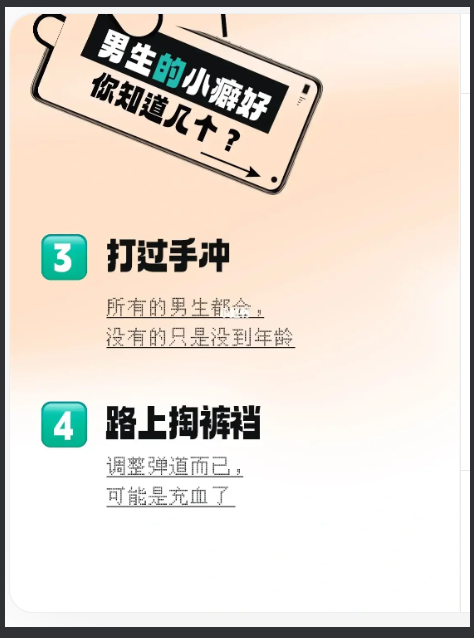 男生的小癖好
你知道几个？
3 打过手冲
所有的男生都会，
没有的只是没到年龄
4 路上掏裤裆
调整弹道而已，
可能是充血了